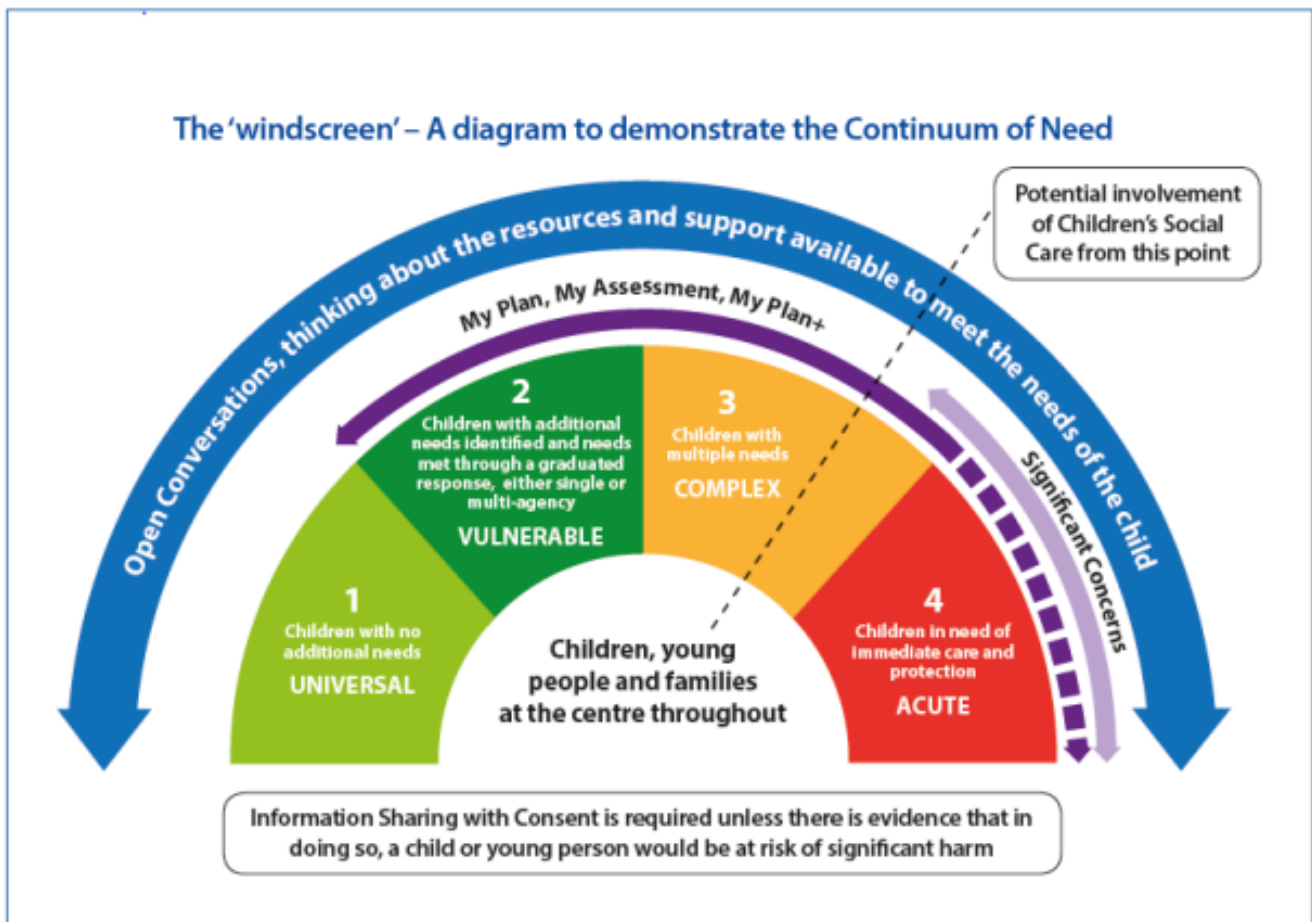 The 'windscreen' – A diagram to demonstrate the Continuum of Need
Potential involvement
of Children's Social
Care from this point
Open Conversations, thinking about the resources and support available to meet the needs of the child
My Plan, My Assessment, My Plan+
Significant Concerns
1
Children with no
additional needs
UNIVERSAL
2
Children with additional
needs identified and needs
met through a graduated
response, either single or
multi-agency
VULNERABLE
3
Children with
multiple needs
COMPLEX
4
Children in need of
immediate care and
protection
ACUTE
Children, young
people and families
at the centre throughout
Information Sharing with Consent is required unless there is evidence that in
doing so, a child or young person would be at risk of significant harm